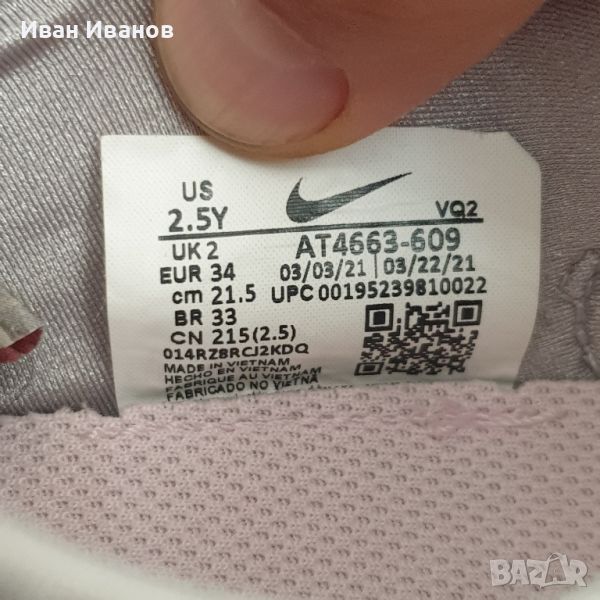 Иван Иванов
US
2.5Y
VQ2
UK 2
AT4663-609
EUR 34
03/03/21 | 03/22/21
cm 21.5
UPC 00195239810022
BR 33
CN 215(2.5)
014RZ8RCJ2KDQ
MADE IN VIETNAM
HECHO EN VIETNAM
FABRIQUE AU VIETNAM
FABRICADO NO VIETNA
BAZAR